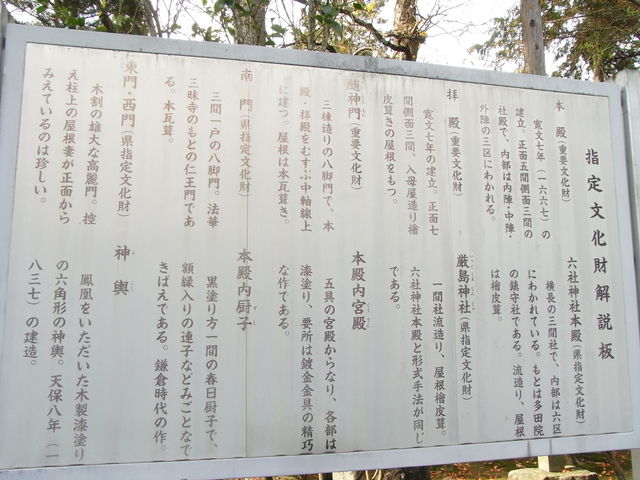 指定文化財解説板
本殿(重要文化財)
寛文七年(一六六七)の
建立。正面五間側面三間の
社殿で、内部は内陣・中陣・
外陣の三区にわかれる。
拝殿(重要文化財)
寛文七年の建立。正面七
間側面三間、入母屋造り檜
皮葺きの屋根をもつ。
随神門(重要文化財)
三棟造りの八脚門で、本
殿・拝殿をむすぶ中軸線上
に建つ。屋根は本瓦葺き。
南門(県指定文化財)
三間一戸の八脚門。法華
三昧寺のもとの仁王門であ
る。本瓦葺。
東門・西門(県指定文化財)
木割の雄大な高麗門。控
え柱上の屋根妻が正面から
みえているのは珍しい。
六社神社本殿(県指定文化財)
横長の三間社で、内部は六区
にわかれている。もとは多田院
の鎮守社である。流造り、屋根
は檜皮葺。
厳島神社(県指定文化財)
一間社流造り、屋根檜皮葺。
六社神社本殿と形式手法が同じ
である。
本殿内宮殿
五具の宮殿からなり、各部は
漆塗り、要所は鍍金金具の精巧
な作である。
本殿内厨子
黒塗り方一間の春日厨子で、
額縁入りの連子などみごとなで
きばえである。鎌倉時代の作。
神輿
鳳凰をいただいた木製漆塗り
の六角形の神輿。天保八年(一
八三七)の建造。